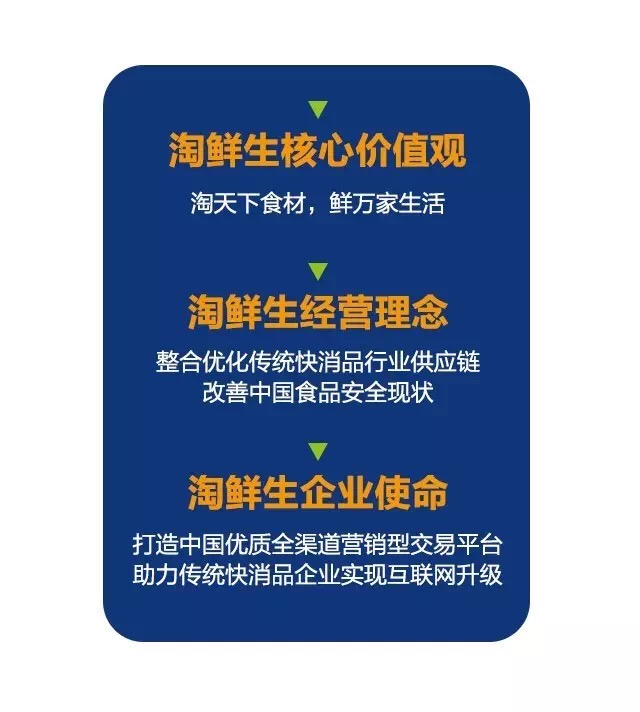 淘鲜生核心价值观
淘天下食材，鲜万家生活
淘鲜生经营理念
整合优化传统快消品行业供应链
改善中国食品安全现状
淘鲜生企业使命
打造中国优质全渠道营销型交易平台
助力传统快消品企业实现互联网升级